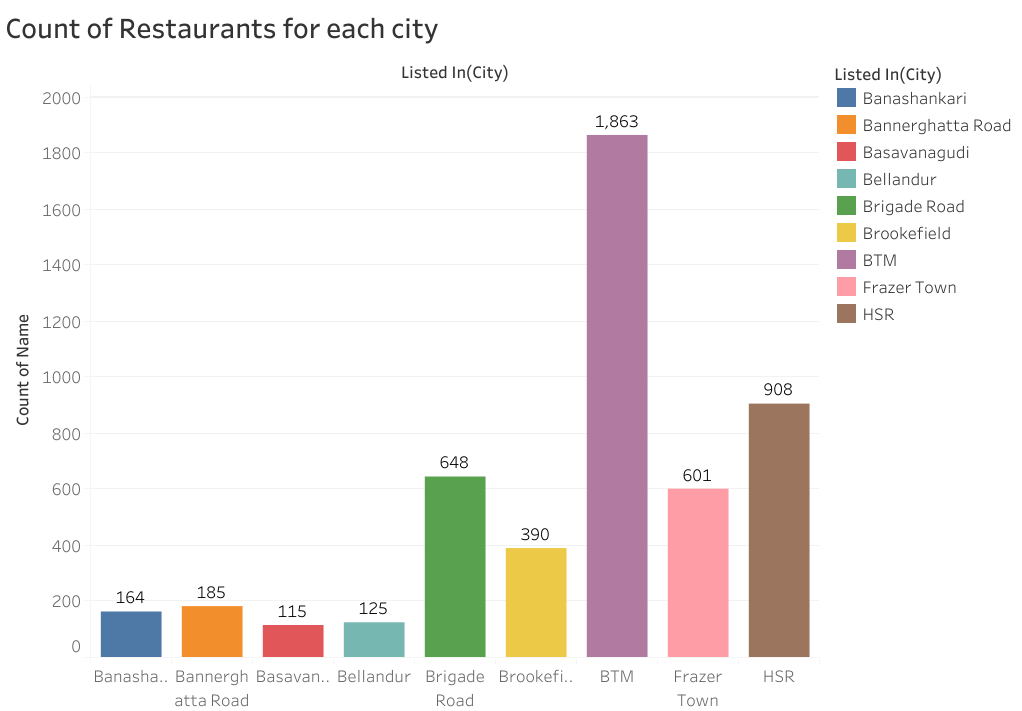 Count of Restaurants for each city
Listed In(City)
Listed In(City)
Banashankari
Bannerghatta Road
Basavanagudi
Bellandur
Brigade Road
Brookefield
BTM
Frazer Town
HSR
Count of Name
2000
1800
1600
1400
1200
1000
800
600
400
200
0
164
185
115
125
648
390
1,863
601
908
Banasha..
Bannergh
atta Road
Basavan..
Bellandur
Brigade
Road
Brookefi..
BTM
Frazer
Town
HSR